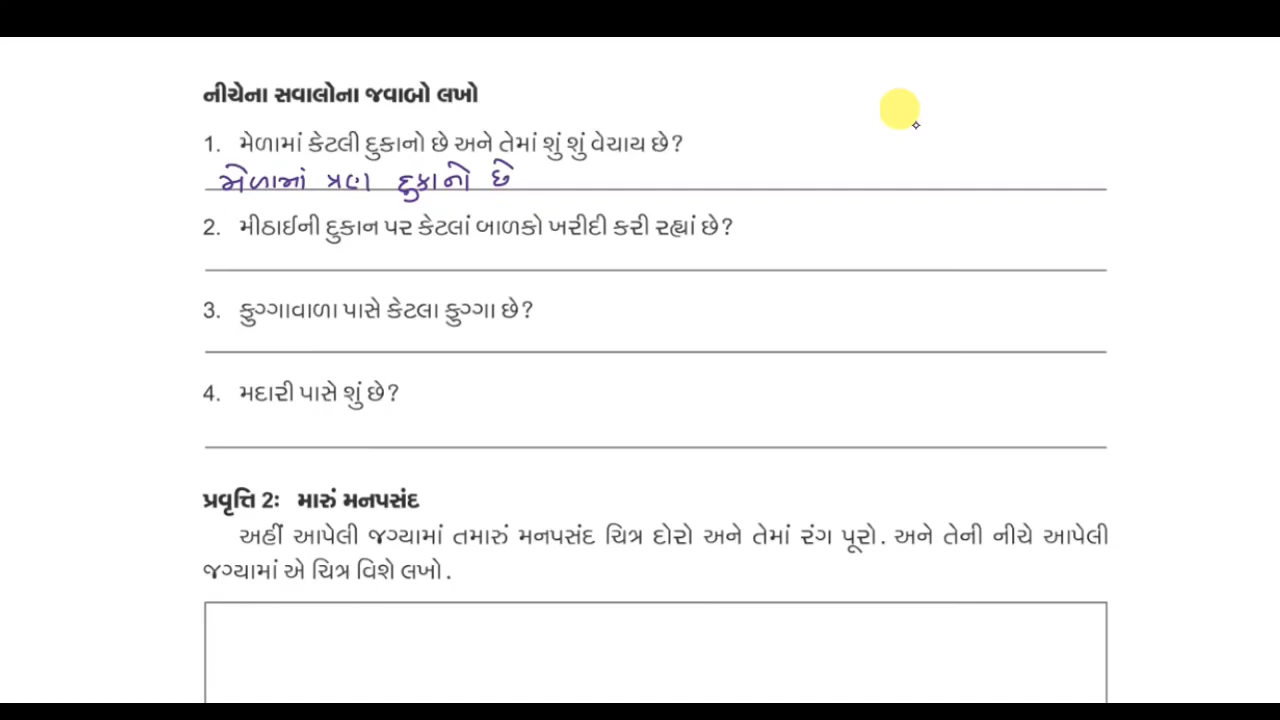 નીચેના સવાલોના જવાબો લખો
1. મેળામાં કેટલી દુકાનો છે અને તેમાં શું શું વેચાય છે?
મેળામાં ત્રણ દુકાનો છે
2. મીઠાઈની દુકાન પર કેટલાં બાળકો ખરીદી કરી રહ્યાં છે?
3. ફુગ્ગાવાળા પાસે કેટલા ફુગ્ગા છે?
4. મદારી પાસે શું છે?
પ્રવૃત્તિ 2: મારું મનપસંદ
અહીં આપેલી જગ્યામાં તમારું મનપસંદ ચિત્ર દોરો અને તેમાં રંગ પૂરો. અને તેની નીચે આપેલી
જગ્યામાં એ ચિત્ર વિશે લખો.